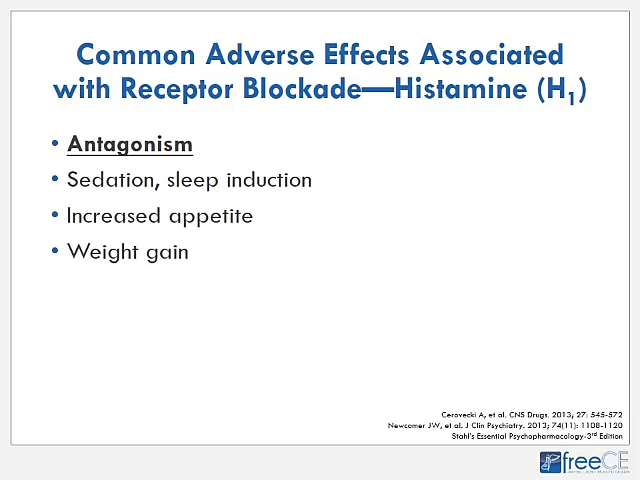 Common Adverse Effects Associated
with Receptor Blockade—Histamine (H1)
• Antagonism
• Sedation, sleep induction
• Increased appetite
• Weight gain
Ceravecki A, et al. CNS Drugs. 2013; 27: 545-572
Newcomer JW, et al. J Clin Psychiatry. 2013; 74(11): 1108-1120
Stahl's Essential Psychopharmacology-3rd Edition
freeCE